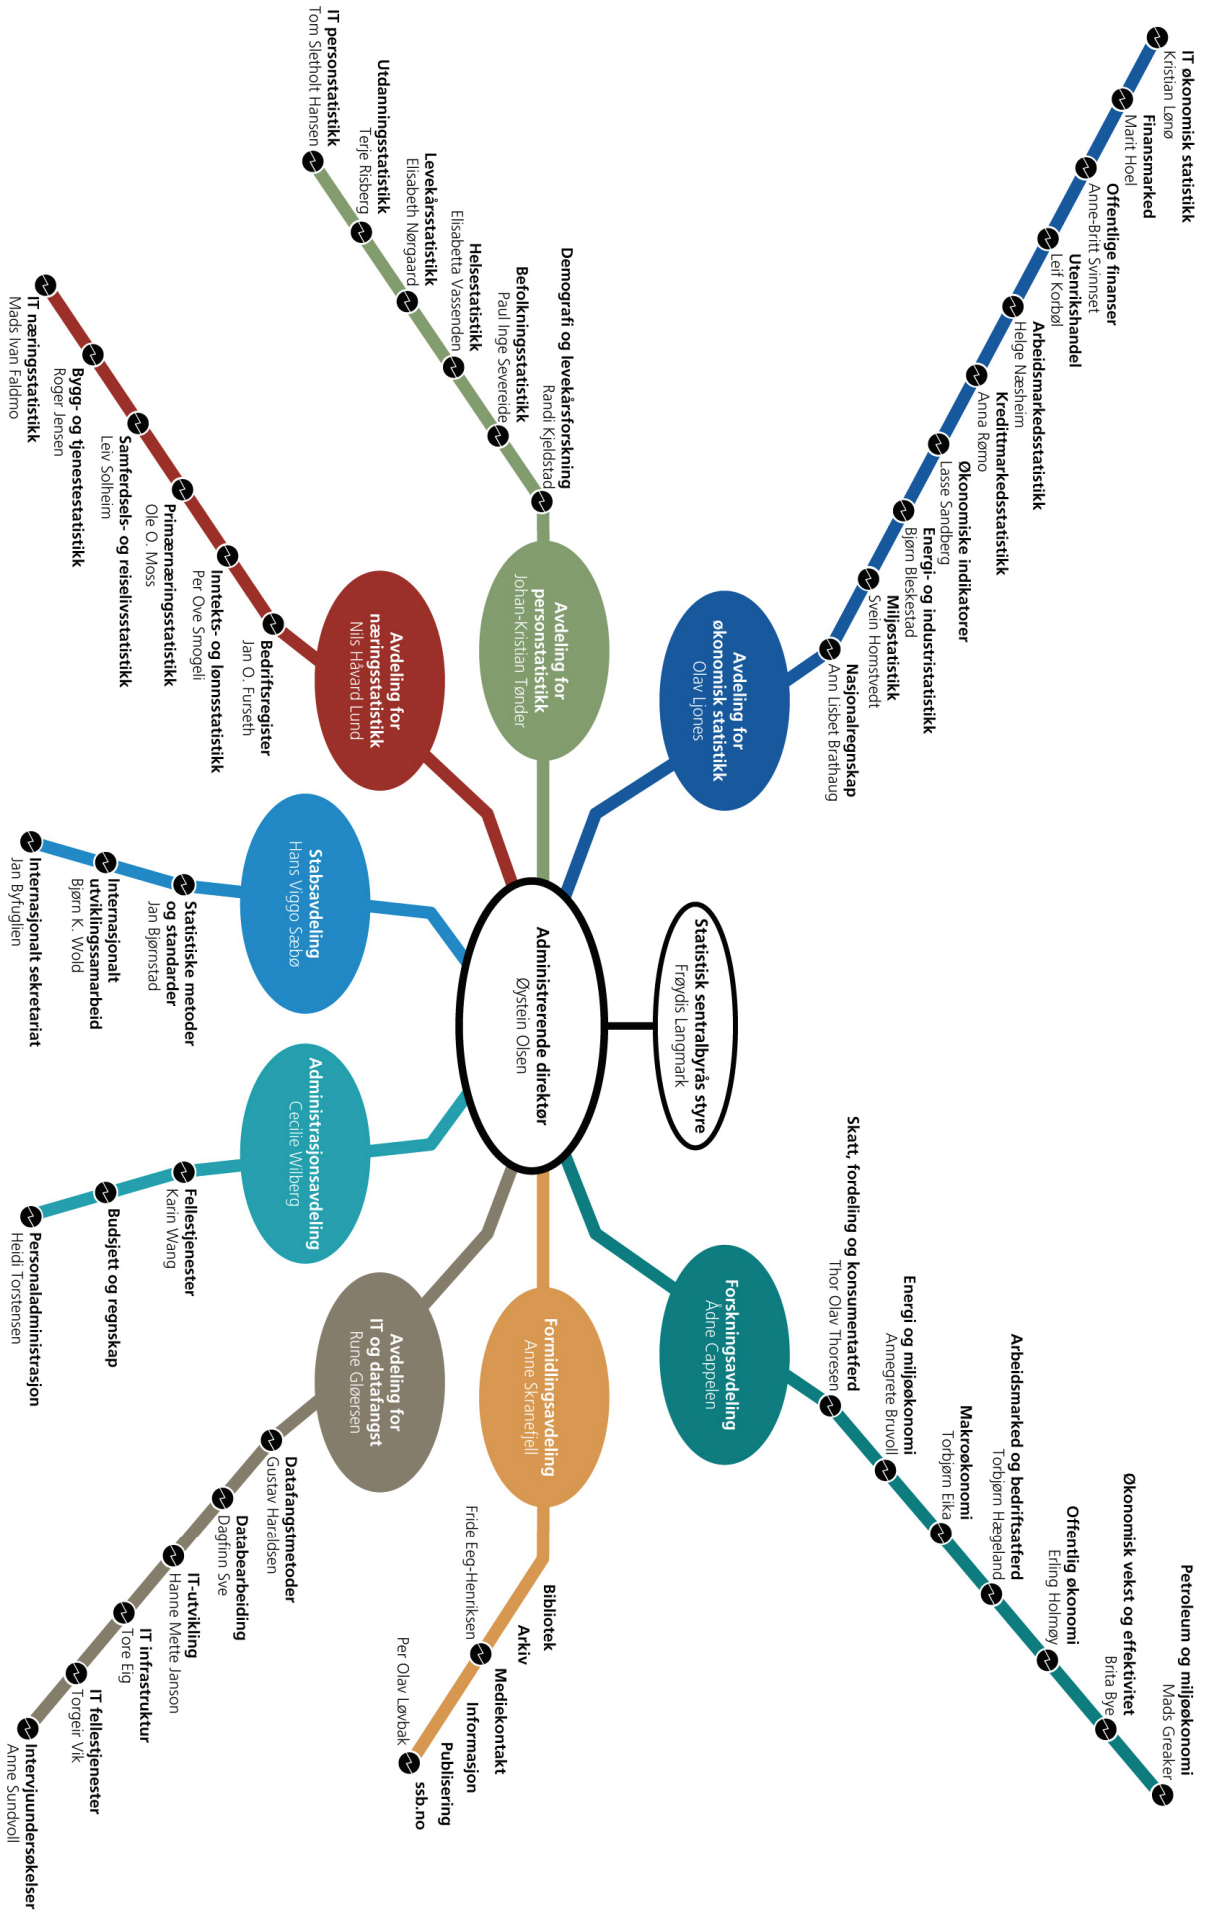 Statistisk sentralbyrås styre
Frøydis Langmark
Administrerende direktør
Øystein Olsen
Avdeling for
økonomisk statistikk
Olav Ljones
IT økonomisk statistikk
Kristian Lønø
Finansmarked
Marit Hoel
Offentlige finanser
Anne-Britt Svinnset
Utenrikshandel
Leif Korbøl
Arbeidsmarkedsstatistikk
Helge Næsheim
Kredittmarkedsstatistikk
Anna Rømo
Økonomiske indikatorer
Lasse Sandberg
Energi- og industristatistikk
Bjørn Bleskestad
Miljøstatistikk
Svein Homstvedt
Nasjonalregnskap
Ann Lisbet Brathaug
Avdeling for
personstatistikk
Johan-Kristian Tønder
Demografi og levekårsforskning
Randi Kjeldstad
Befolkningsstatistikk
Paul Inge Severeide
Helsestatistikk
Elisabetta Vassenden
Levekårsstatistikk
Elisabeth Nørgaard
Utdanningsstatistikk
Terje Risberg
IT personstatistikk
Tom Sletholt Hansen
Avdeling for
næringsstatistikk
Nils Håvard Lund
Bedriftsregister
Jan O. Furseth
Inntekts- og lønnsstatistikk
Per Ove Smogeli
Primærnæringsstatistikk
Ole O. Moss
Samferdsels- og reiselivsstatistikk
Leiv Solheim
Bygg- og tjenestestatistikk
Roger Jensen
IT næringsstatistikk
Mads Ivan Faldmo
Stabsavdeling
Hans Viggo Sæbø
Statistiske metoder
og standarder
Jan Bjørnstad
Internasjonalt
utviklingssamarbeid
Bjørn K. Wold
Internasjonalt sekretariat
Jan Byfuglien
Administrasjonsavdeling
Cecilie Wilberg
Fellestjenester
Karin Wang
Budsjett og regnskap
Personaladministrasjon
Heidi Torstensen
Avdeling for
IT og datafangst
Rune Gløersen
Datafangstmetoder
Gustav Haraldsen
Databearbeiding
Dagfinn Sve
IT-utvikling
Hanne Mette Janson
IT infrastruktur
Tore Eig
IT fellestjenester
Torgeir Vik
Intervjuundersøkelser
Anne Sundvoll
Formidlingsavdeling
Anne Skranefjell
Bibliotek
Arkiv
Fride Eeg-Henriksen
Mediekontakt
Informasjon
Publisering
Per Olav Løvbak
ssb.no
Forskningsavdeling
Ådne Cappelen
Skatt, fordeling og konsumentatferd
Thor Olav Thoresen
Energi og miljøøkonomi
Annegrete Bruvoll
Makroøkonomi
Torbjørn Eika
Arbeidsmarked og bedriftsatferd
Torbjørn Hægeland
Offentlig økonomi
Erling Holmøy
Økonomisk vekst og effektivitet
Brita Bye
Petroleum og miljøøkonomi
Mads Greaker